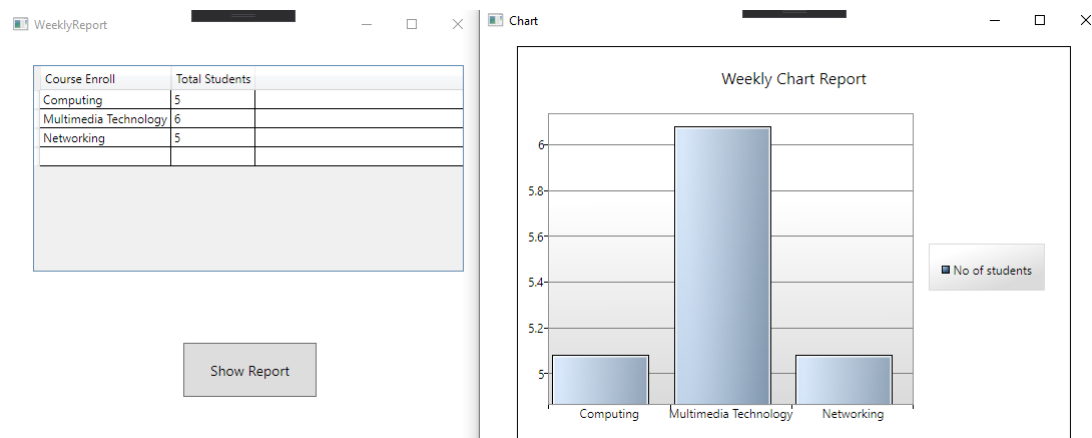 WeeklyReport
Course Enroll Total Students
Computing 5
Multimedia Technology 6
Networking 5
Show Report
Chart
Weekly Chart Report
6
5.8
5.6
5.4
5.2
5
Computing Multimedia Technology Networking
No of students